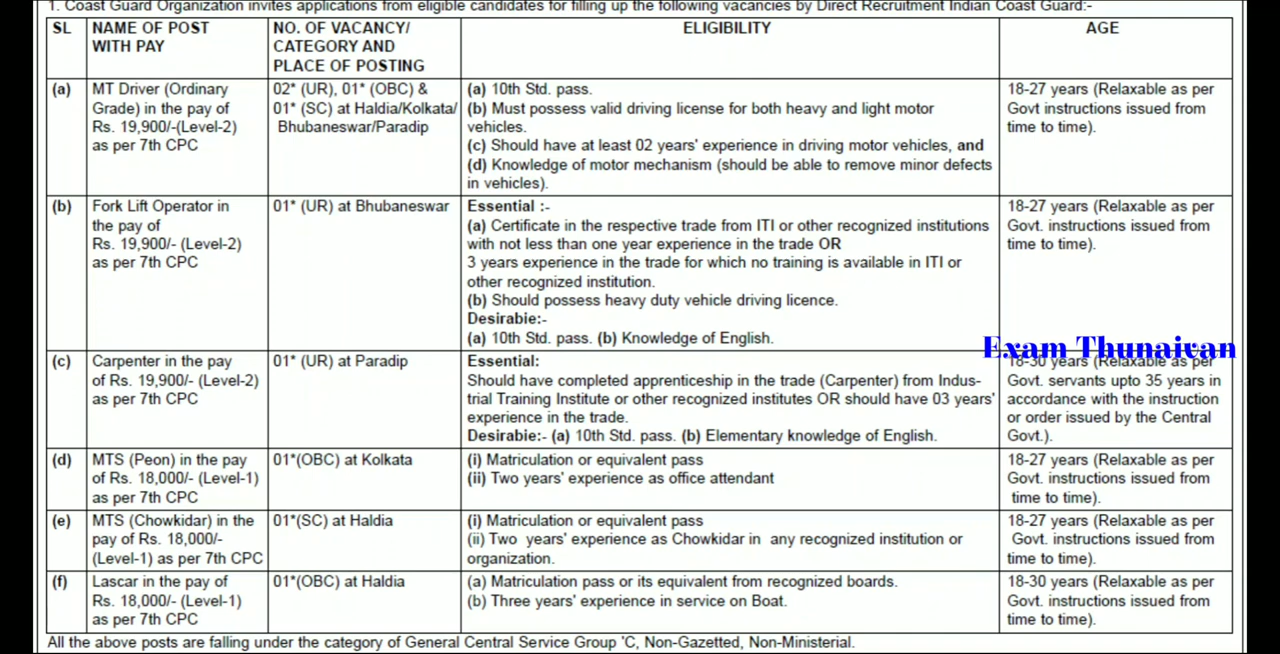 1. Coast Guard Organization invites applications from eligible candidates for filling up the following vacancies by Direct Recruitment Indian Coast Guard:-
SL
NAME OF POST
WITH PAY
NO. OF VACANCY/
CATEGORY AND
PLACE OF POSTING
ELIGIBILITY
AGE
(a)
MT Driver (Ordinary
Grade) in the pay of
Rs. 19,900/-(Level-2)
as per 7th CPC
02* (UR), 01* (OBC) &
01* (SC) at Haldia/Kolkata/
Bhubaneswar/Paradip
(a) 10th Std. pass.
(b) Must possess valid driving license for both heavy and light motor
vehicles.
(c) Should have at least 02 years' experience in driving motor vehicles, and
(d) Knowledge of motor mechanism (should be able to remove minor defects
in vehicles).
18-27 years (Relaxable as per
Govt instructions issued from
time to time).
(b)
Fork Lift Operator in
the pay of
Rs. 19,900/- (Level-2)
as per 7th CPC
01* (UR) at Bhubaneswar
Essential :-
(a) Certificate in the respective trade from ITI or other recognized institutions
with not less than one year experience in the trade OR
3 years experience in the trade for which no training is available in ITI or
other recognized institution.
(b) Should possess heavy duty vehicle driving licence.
Desirabie:-
(a) 10th Std. pass. (b) Knowledge of English.
18-27 years (Relaxable as per
Govt. instructions issued from
time to time).
Exam Thunaivan
(c)
Carpenter in the pay
of Rs. 19,900/- (Level-2)
as per 7th CPC
01* (UR) at Paradip
Essential:
Should have completed apprenticeship in the trade (Carpenter) from Indus-
trial Training Institute or other recognized institutes OR should have 03 years'
experience in the trade.
Desirable:- (a) 10th Std. pass. (b) Elementary knowledge of English.
18-30 years (Relaxable as per
Govt. servants upto 35 years in
accordance with the instruction
or order issued by the Central
Govt.).
(d)
MTS (Peon) in the pay
of Rs. 18,000/- (Level-1)
as per 7th CPC
01*(OBC) at Kolkata
(i) Matriculation or equivalent pass
(ii) Two years' experience as office attendant
18-27 years (Relaxable as per
Govt. instructions issued from
time to time).
(e)
MTS (Chowkidar) in the
pay of Rs. 18,000/-
(Level-1) as per 7th CPC
01*(SC) at Haldia
(i) Matriculation or equivalent pass
(ii) Two years' experience as Chowkidar in any recognized institution or
organization.
18-27 years (Relaxable as per
Govt. instructions issued from
time to time).
(f)
Lascar in the pay of
Rs. 18,000/- (Level-1)
as per 7th CPC
01*(OBC) at Haldia
(a) Matriculation pass or its equivalent from recognized boards.
(b) Three years' experience in service on Boat.
18-30 years (Relaxable as per
Govt. instructions issued from
time to time).
All the above posts are falling under the category of General Central Service Group 'C, Non-Gazetted, Non-Ministerial.